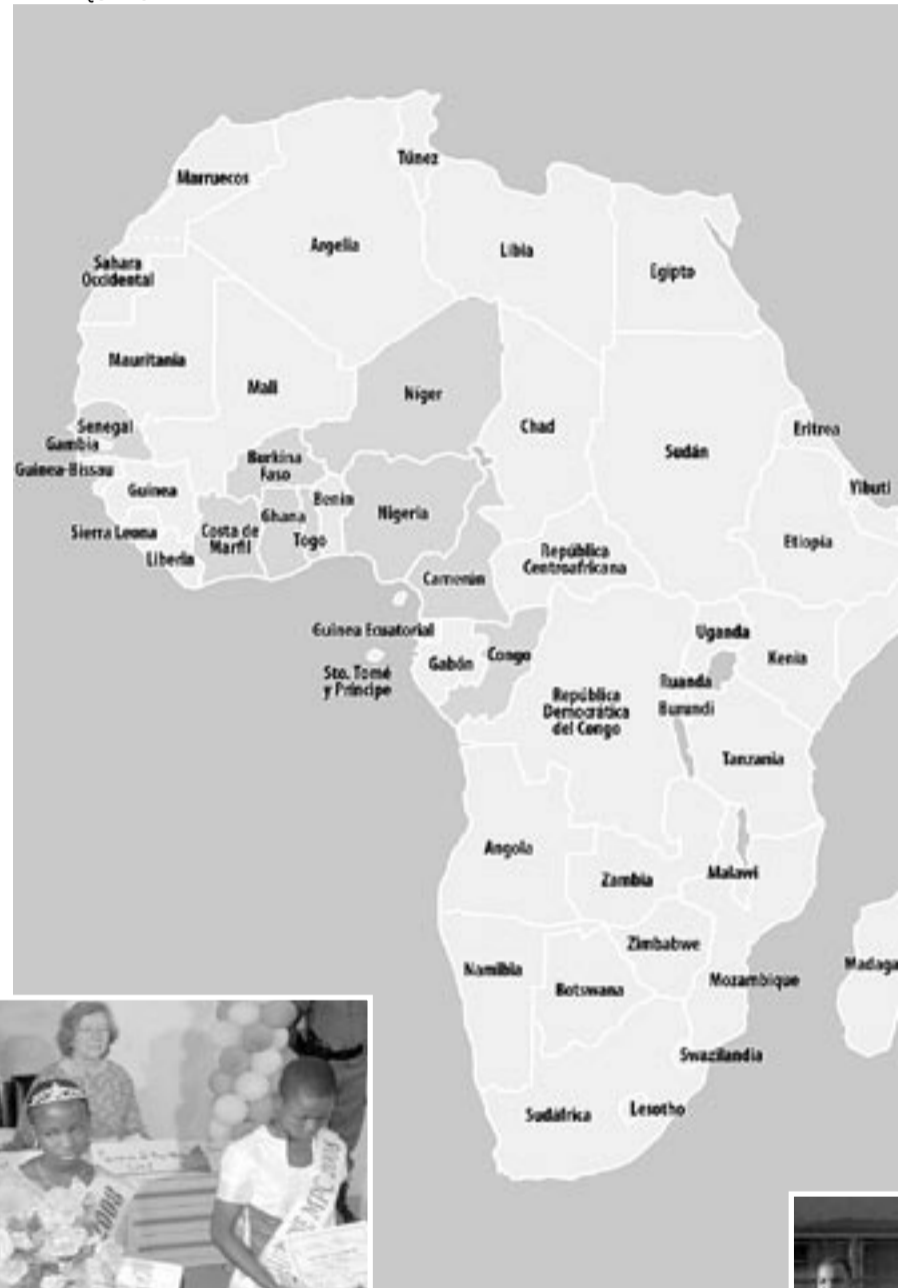 Túnez
Marruecos
Argelia
Libia
Egipto
Sahara
Occidental
Mauritania
Mali
Níger
Chad
Sudán
Eritrea
Senegal
Gambia
Guinea-Bissau
Burkina
Faso
Yibuti
Guinea
Benín
Nigeria
Ghana
Sierra Leona
Costa de
Marfil
Togo
Etiopía
Liberia
República
Centroafricana
Camerún
Guinea Ecuatorial
Uganda
Gabón
Congo
Kenia
Sto. Tomé
y Príncipe
Ruanda
República
Democrática
del Congo
Burundi
Tanzania
Angola
Malawi
Zambia
Zimbabwe
Namibia
Botswana
Mozambique
Madaga
Swazilandia
Sudáfrica
Lesotho
2008
MPC 2008